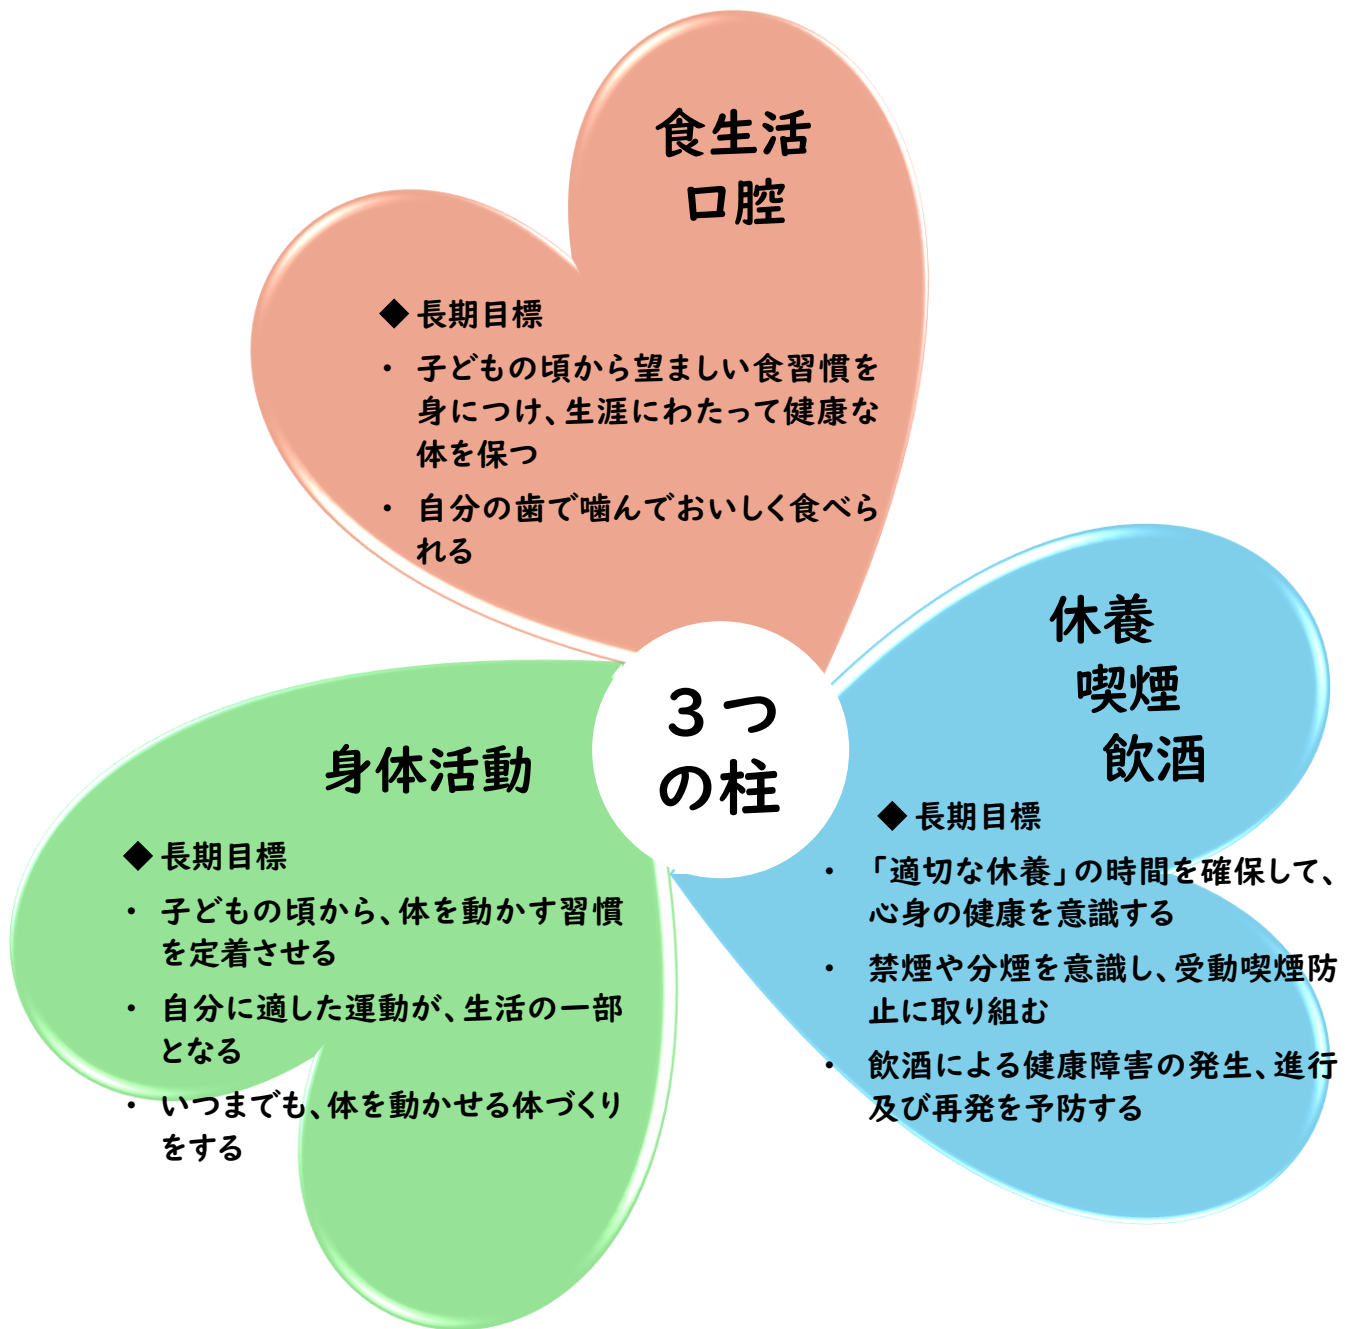 食生活
口腔
◆長期目標
・ 子どもの頃から望ましい食習慣を
身につけ、生涯にわたって健康な
体を保つ
・ 自分の歯で噛んでおいしく食べら
れる
3つ
の柱
休養
喫煙
飲酒
◆長期目標
・ 「適切な休養」の時間を確保して、
心身の健康を意識する
・ 禁煙や分煙を意識し、受動喫煙防
止に取り組む
・ 飲酒による健康障害の発生、進行
及び再発を予防する
身体活動
◆長期目標
・ 子どもの頃から、体を動かす習慣
を定着させる
・ 自分に適した運動が、生活の一部
となる
・ いつまでも、体を動かせる体づくり
をする